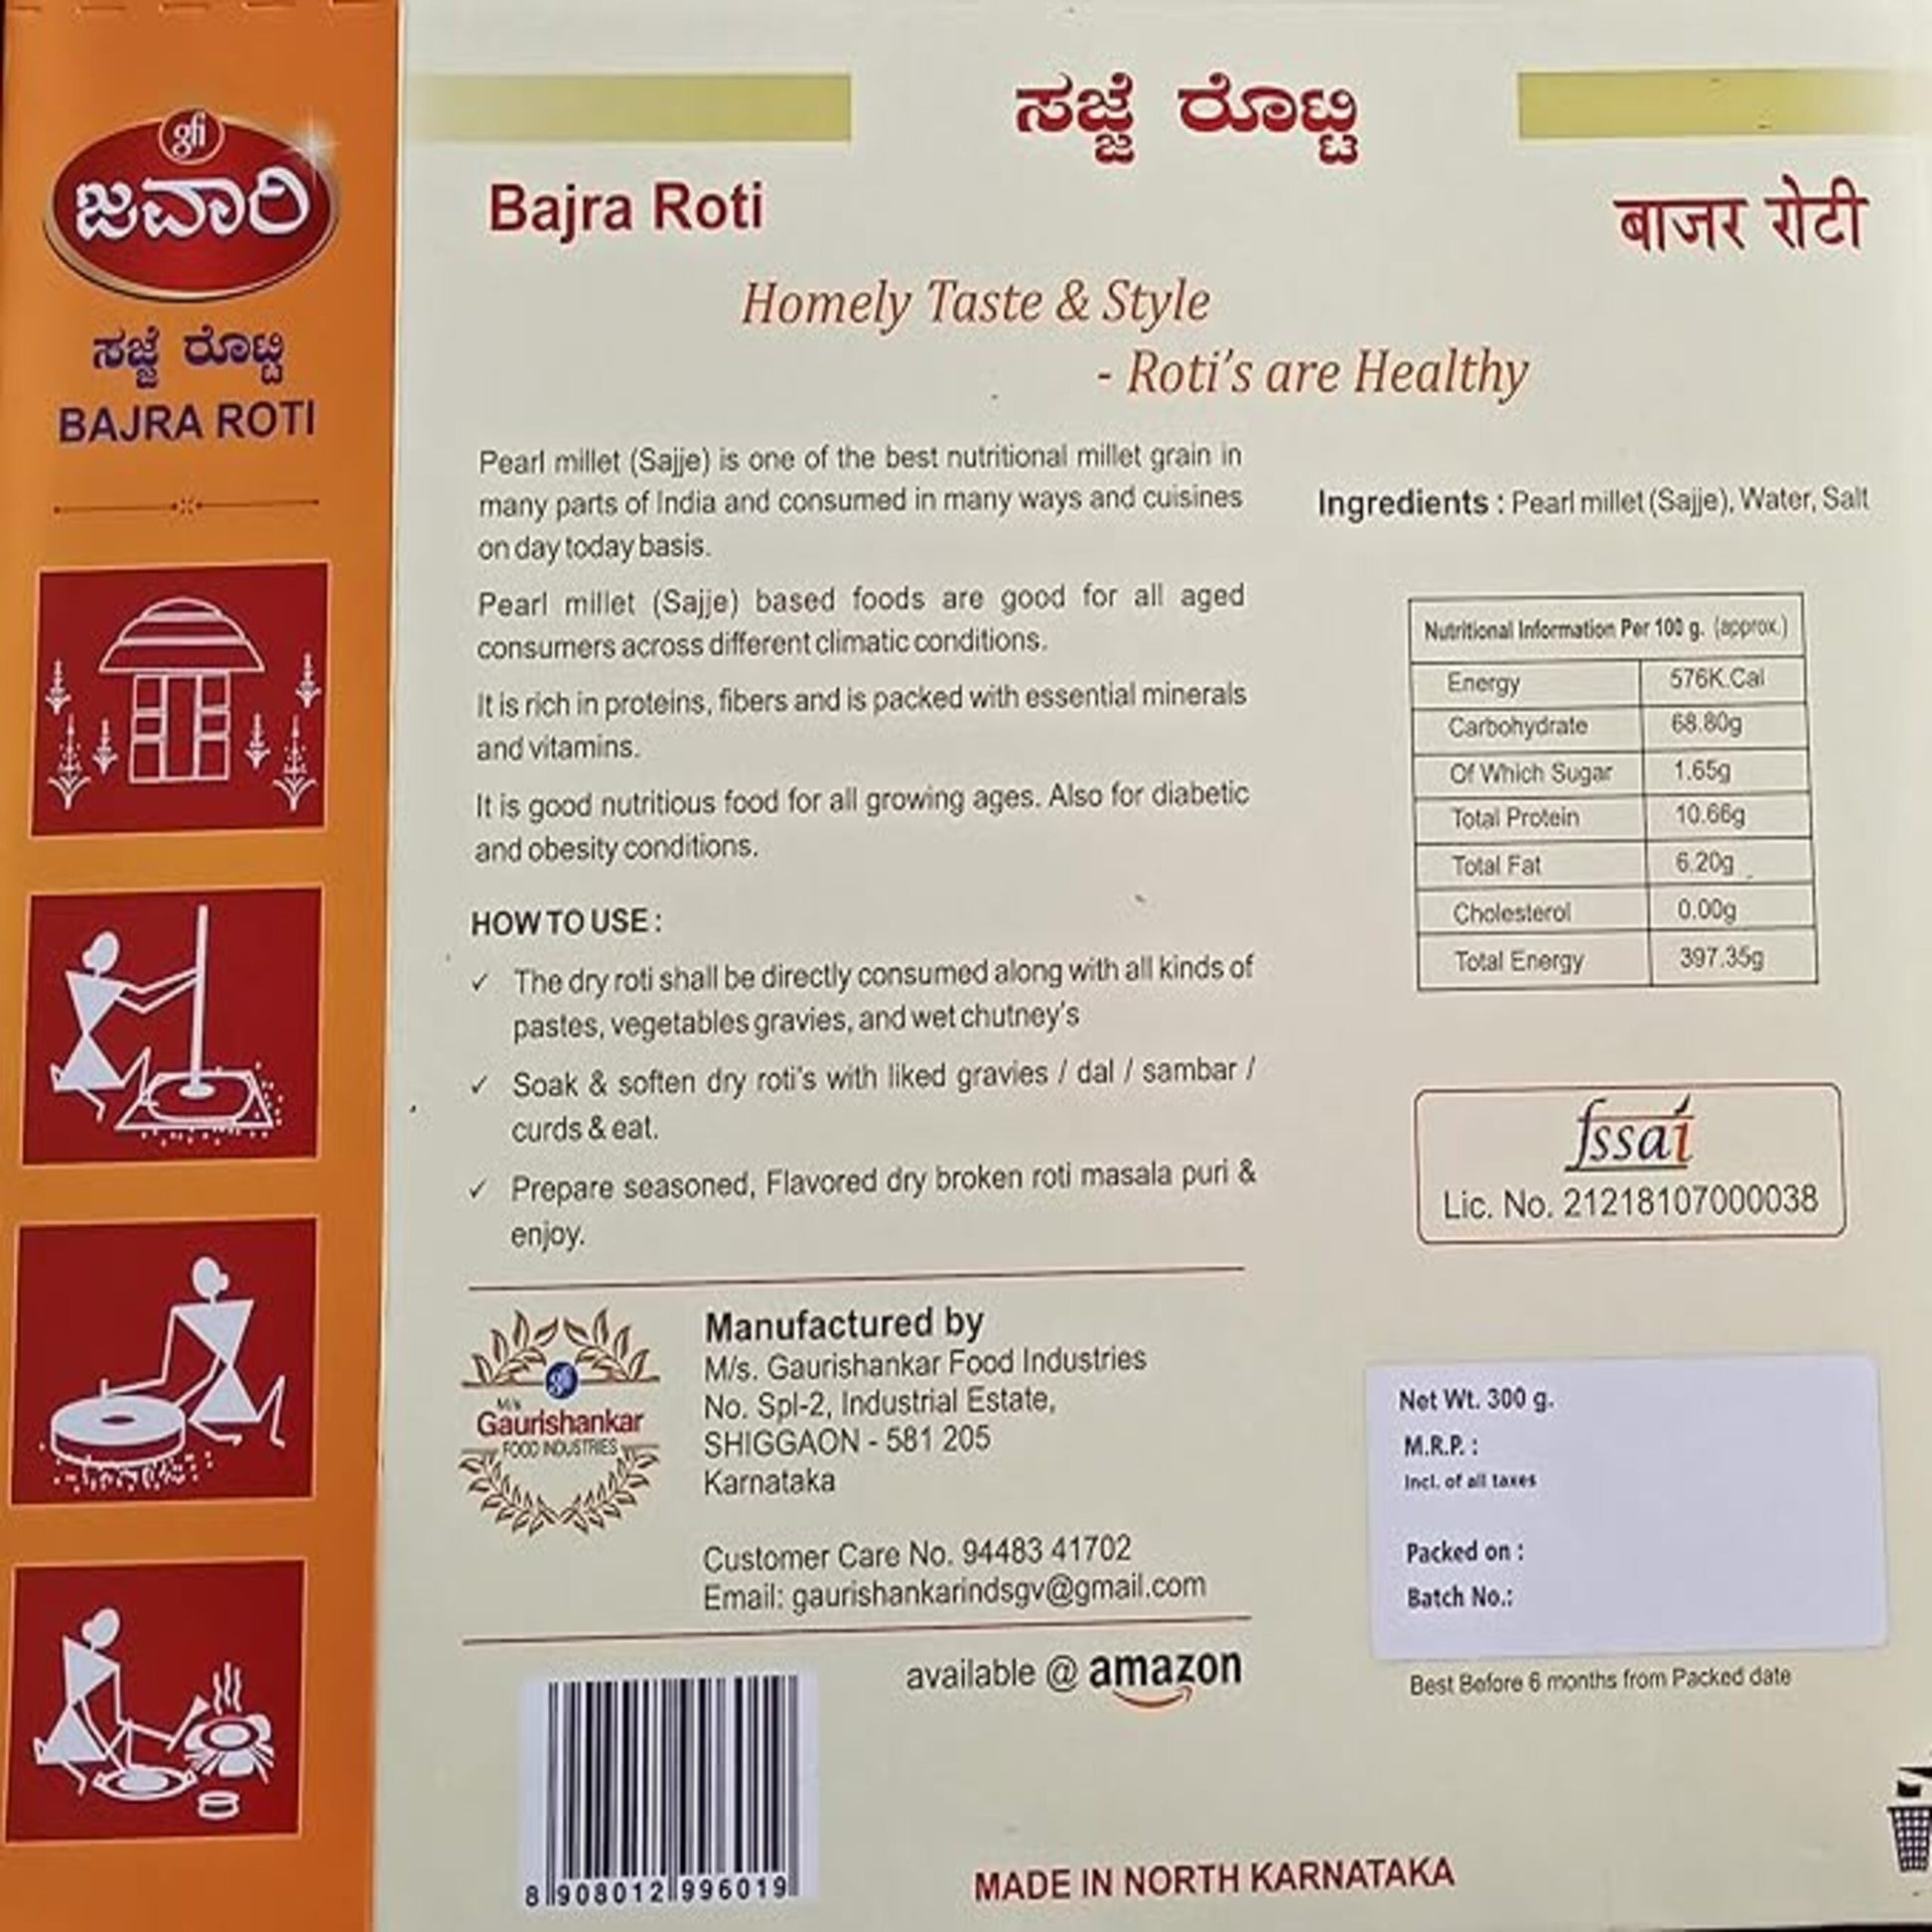 gfi
ಜವಾರಿ
ಸಜ್ಜೆ ರೊಟ್ಟಿ
BAJRA ROTI
ಸಜ್ಜೆ ರೊಟ್ಟಿ
Bajra Roti
बाजर रोटी
Homely Taste & Style
- Roti's are Healthy
Pearl millet (Sajje) is one of the best nutritional millet grain in
many parts of India and consumed in many ways and cuisines
on day today basis.
Pearl millet (Sajje) based foods are good for all aged
consumers across different climatic conditions.
It is rich in proteins, fibers and is packed with essential minerals
and vitamins.
It is good nutritious food for all growing ages. Also for diabetic
and obesity conditions.
HOW TO USE :
✓ The dry roti shall be directly consumed along with all kinds of
pastes, vegetables gravies, and wet chutney's
✓ Soak & soften dry roti's with liked gravies / dal / sambar /
curds & eat.
✓ Prepare seasoned, Flavored dry broken roti masala puri &
enjoy.
gfi
M/s
Gaurishankar
FOOD INDUSTRIES
Manufactured by
M/s. Gaurishankar Food Industries
No. Spl-2, Industrial Estate,
SHIGGAON - 581 205
Karnataka
Customer Care No. 94483 41702
Email: gaurishankarindsgv@gmail.com
available @ amazon
8 908012 996019
Ingredients : Pearl millet (Sajje), Water, Salt
Nutritional Information Per 100 g. (approx.)
Energy 576K.Cal
Carbohydrate 68.80g
Of Which Sugar 1.65g
Total Protein 10.66g
Total Fat 6.20g
Cholesterol 0.00g
Total Energy 397.35g
fssai
Lic. No. 21218107000038
Net Wt. 300 g.
M.R.P. :
Incl. of all taxes
Packed on :
Batch No.:
Best Before 6 months from Packed date
MADE IN NORTH KARNATAKA